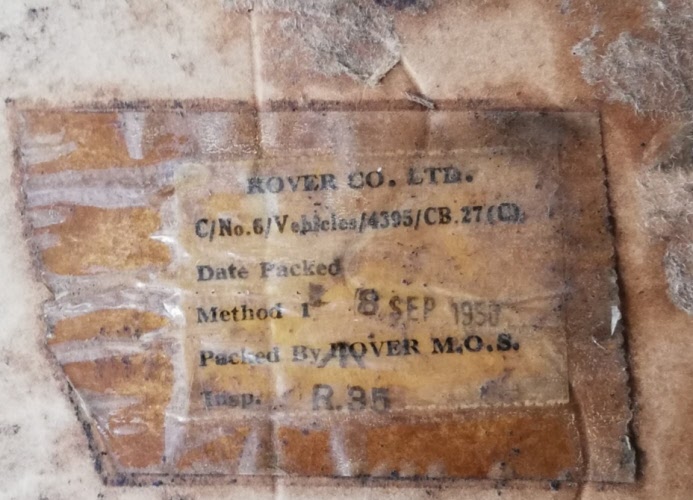 ROVER CO. LTD.
C/No.6/Vehicles/4395/CB.27(C).
Date Packed
Method 1 8 SEP 1950
Packed By ROVER M.O.S.
Insp. R.35